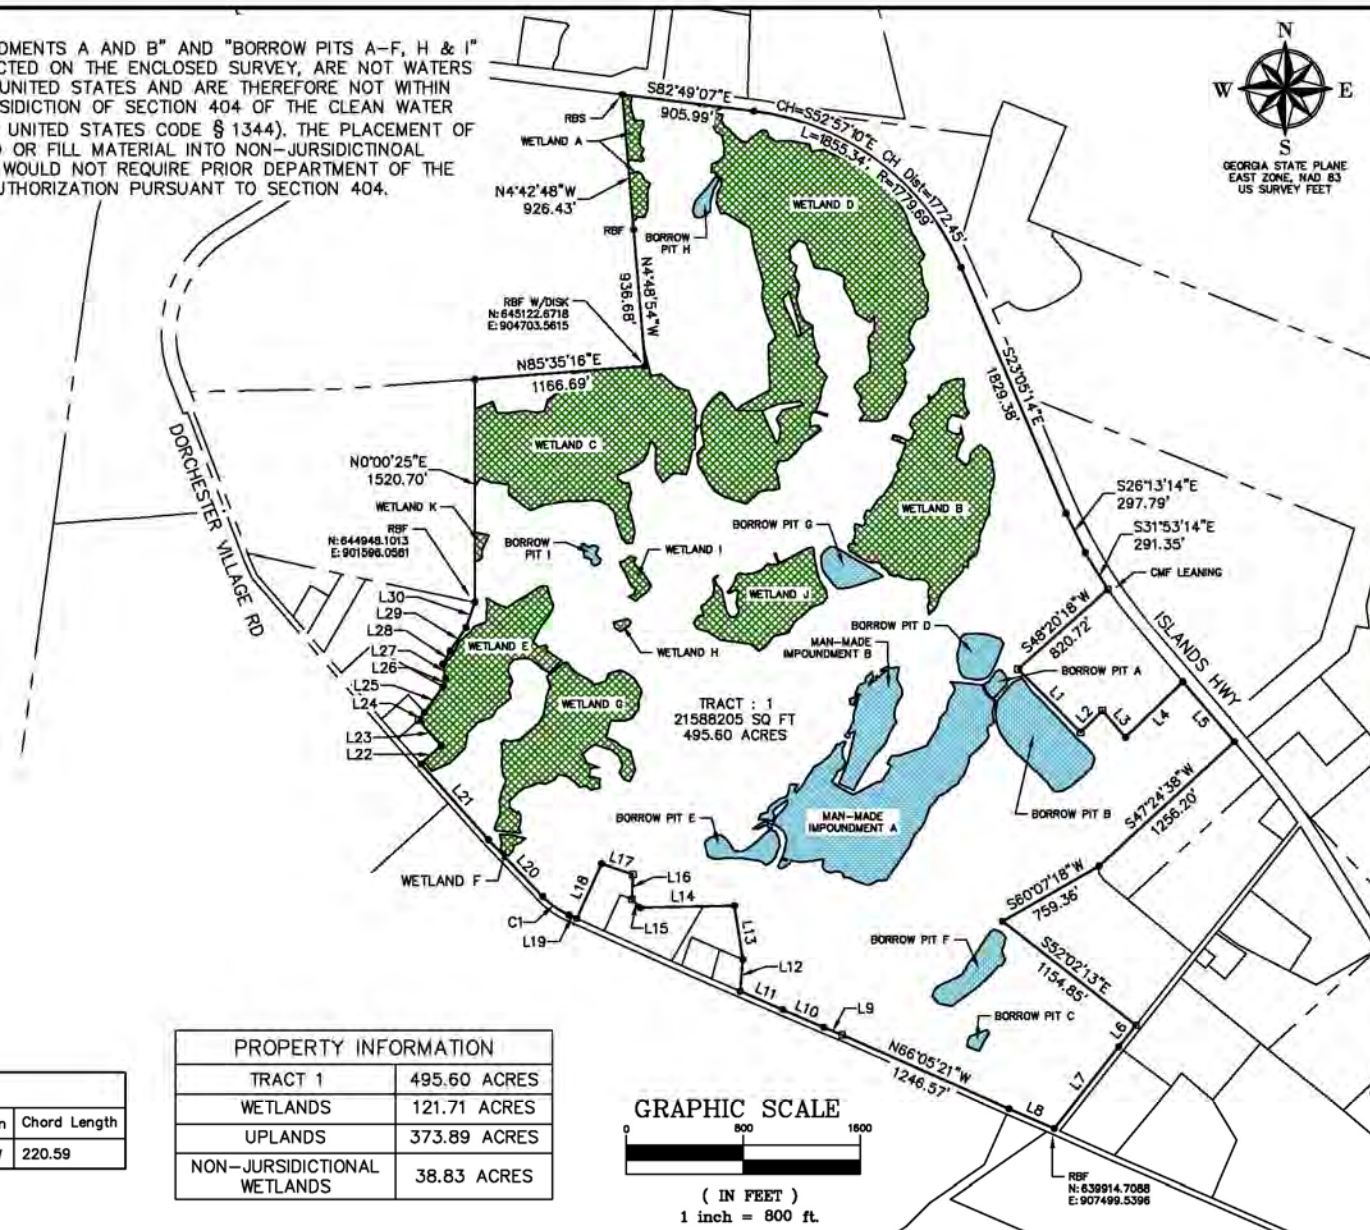 DMENTS A AND B" AND "BORROW PITS A-F, H & I"
CTED ON THE ENCLOSED SURVEY, ARE NOT WATERS
UNITED STATES AND ARE THEREFORE NOT WITHIN
SIDICTION OF SECTION 404 OF THE CLEAN WATER
UNITED STATES CODE § 1344). THE PLACEMENT OF
OR FILL MATERIAL INTO NON-JURSIDICTINOAL
WOULD NOT REQUIRE PRIOR DEPARTMENT OF THE
UTHORIZATION PURSUANT TO SECTION 404.
N
W
E
S
GEORGIA STATE PLANE
EAST ZONE, NAD 83
US SURVEY FEET
S82°49'07"E
905.99'
CH=S52°57'10"E CH Dist=1772.45'
L=1855.34', R=1779.69'
RBS
WETLAND A
N4°42'48"W
926.43'
RBF
BORROW
PIT H
WETLAND D
N4°48'54"W
936.68'
RBF W/DISK
N:645122.6718
E:904703.5615
N85°35'16"E
1166.69'
S23°05'14"E
1829.38'
DORCHESTER VILLAGE RD
WETLAND C
N0°00'25"E
1520.70'
WETLAND K
RBF
N:644948.1013
E:901596.0561
BORROW
PIT I
WETLAND I
BORROW PIT G
WETLAND B
S26°13'14"E
297.79'
S31°53'14"E
291.35'
CMF LEANING
WETLAND J
L30
L29
L28
L27
L26
L25
L24
L23
L22
WETLAND E
WETLAND H
BORROW PIT D
MAN-MADE
IMPOUNDMENT B
S48°20'18"W
820.72'
BORROW PIT A
ISLANDS HWY
L1
L2
L3
L4
L5
WETLAND G
TRACT : 1
21588205 SQ FT
495.60 ACRES
L21
BORROW PIT E
MAN-MADE
IMPOUNDMENT A
BORROW PIT B
S47°24'38"W
1256.20'
WETLAND F
L20
C1
L19
L18
L17
L16
L14
L15
L13
L12
S60°07'18"W
759.36'
BORROW PIT F
S52°02'13"E
1154.85'
L11
L10
L9
BORROW PIT C
L6
L7
N66°05'21"W
1246.57'
L8
RBF
N:639914.7088
E:907499.5396
Chord Length
220.59
PROPERTY INFORMATION
TRACT 1 495.60 ACRES
WETLANDS 121.71 ACRES
UPLANDS 373.89 ACRES
NON-JURSIDICTIONAL
WETLANDS 38.83 ACRES
GRAPHIC SCALE
0 800 1600
( IN FEET )
1 inch = 800 ft.